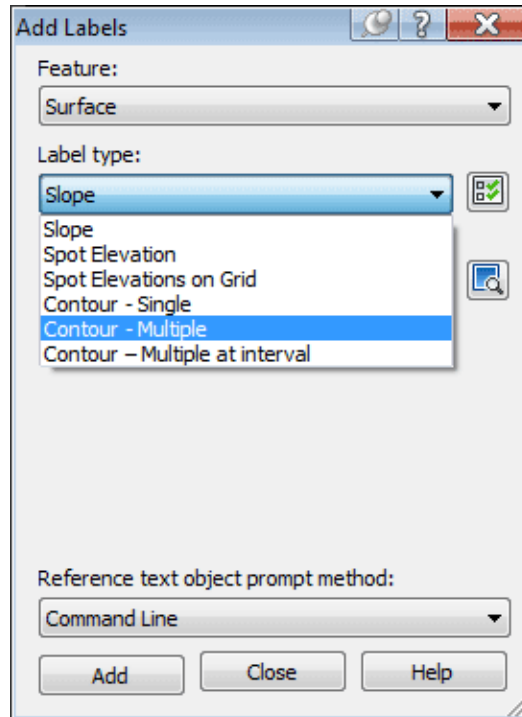 Add Labels
Feature:
Surface
Label type:
Slope
Slope
Spot Elevation
Spot Elevations on Grid
Contour - Single
Contour - Multiple
Contour – Multiple at interval
Reference text object prompt method:
Command Line
Add Close Help